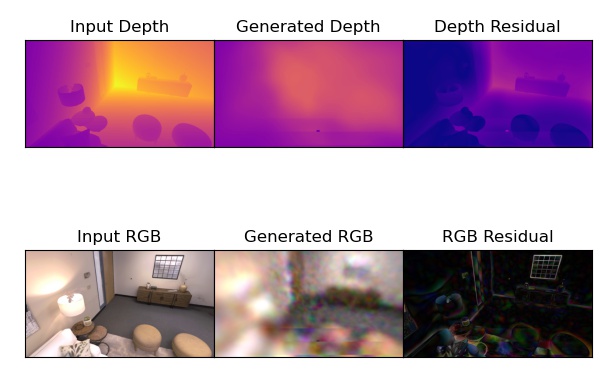 Input Depth
Generated Depth
Depth Residual
Input RGB
Generated RGB
RGB Residual